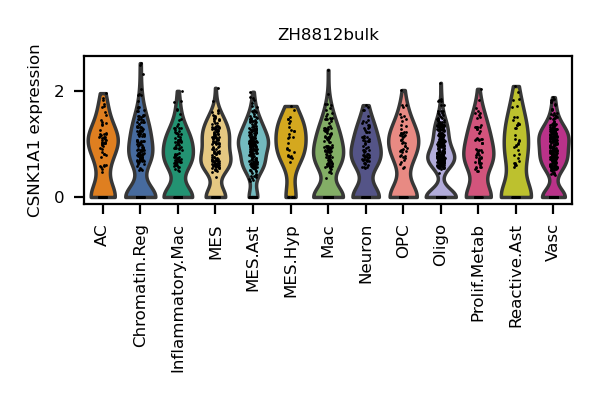 ZH8812bulk
CSNK1A1 expression
2
0
AC
Chromatin.Reg
Inflammatory.Mac
MES
MES.Ast
MES.Hyp
Mac
Neuron
OPC
Oligo
Prolif.Metab
Reactive.Ast
Vasc